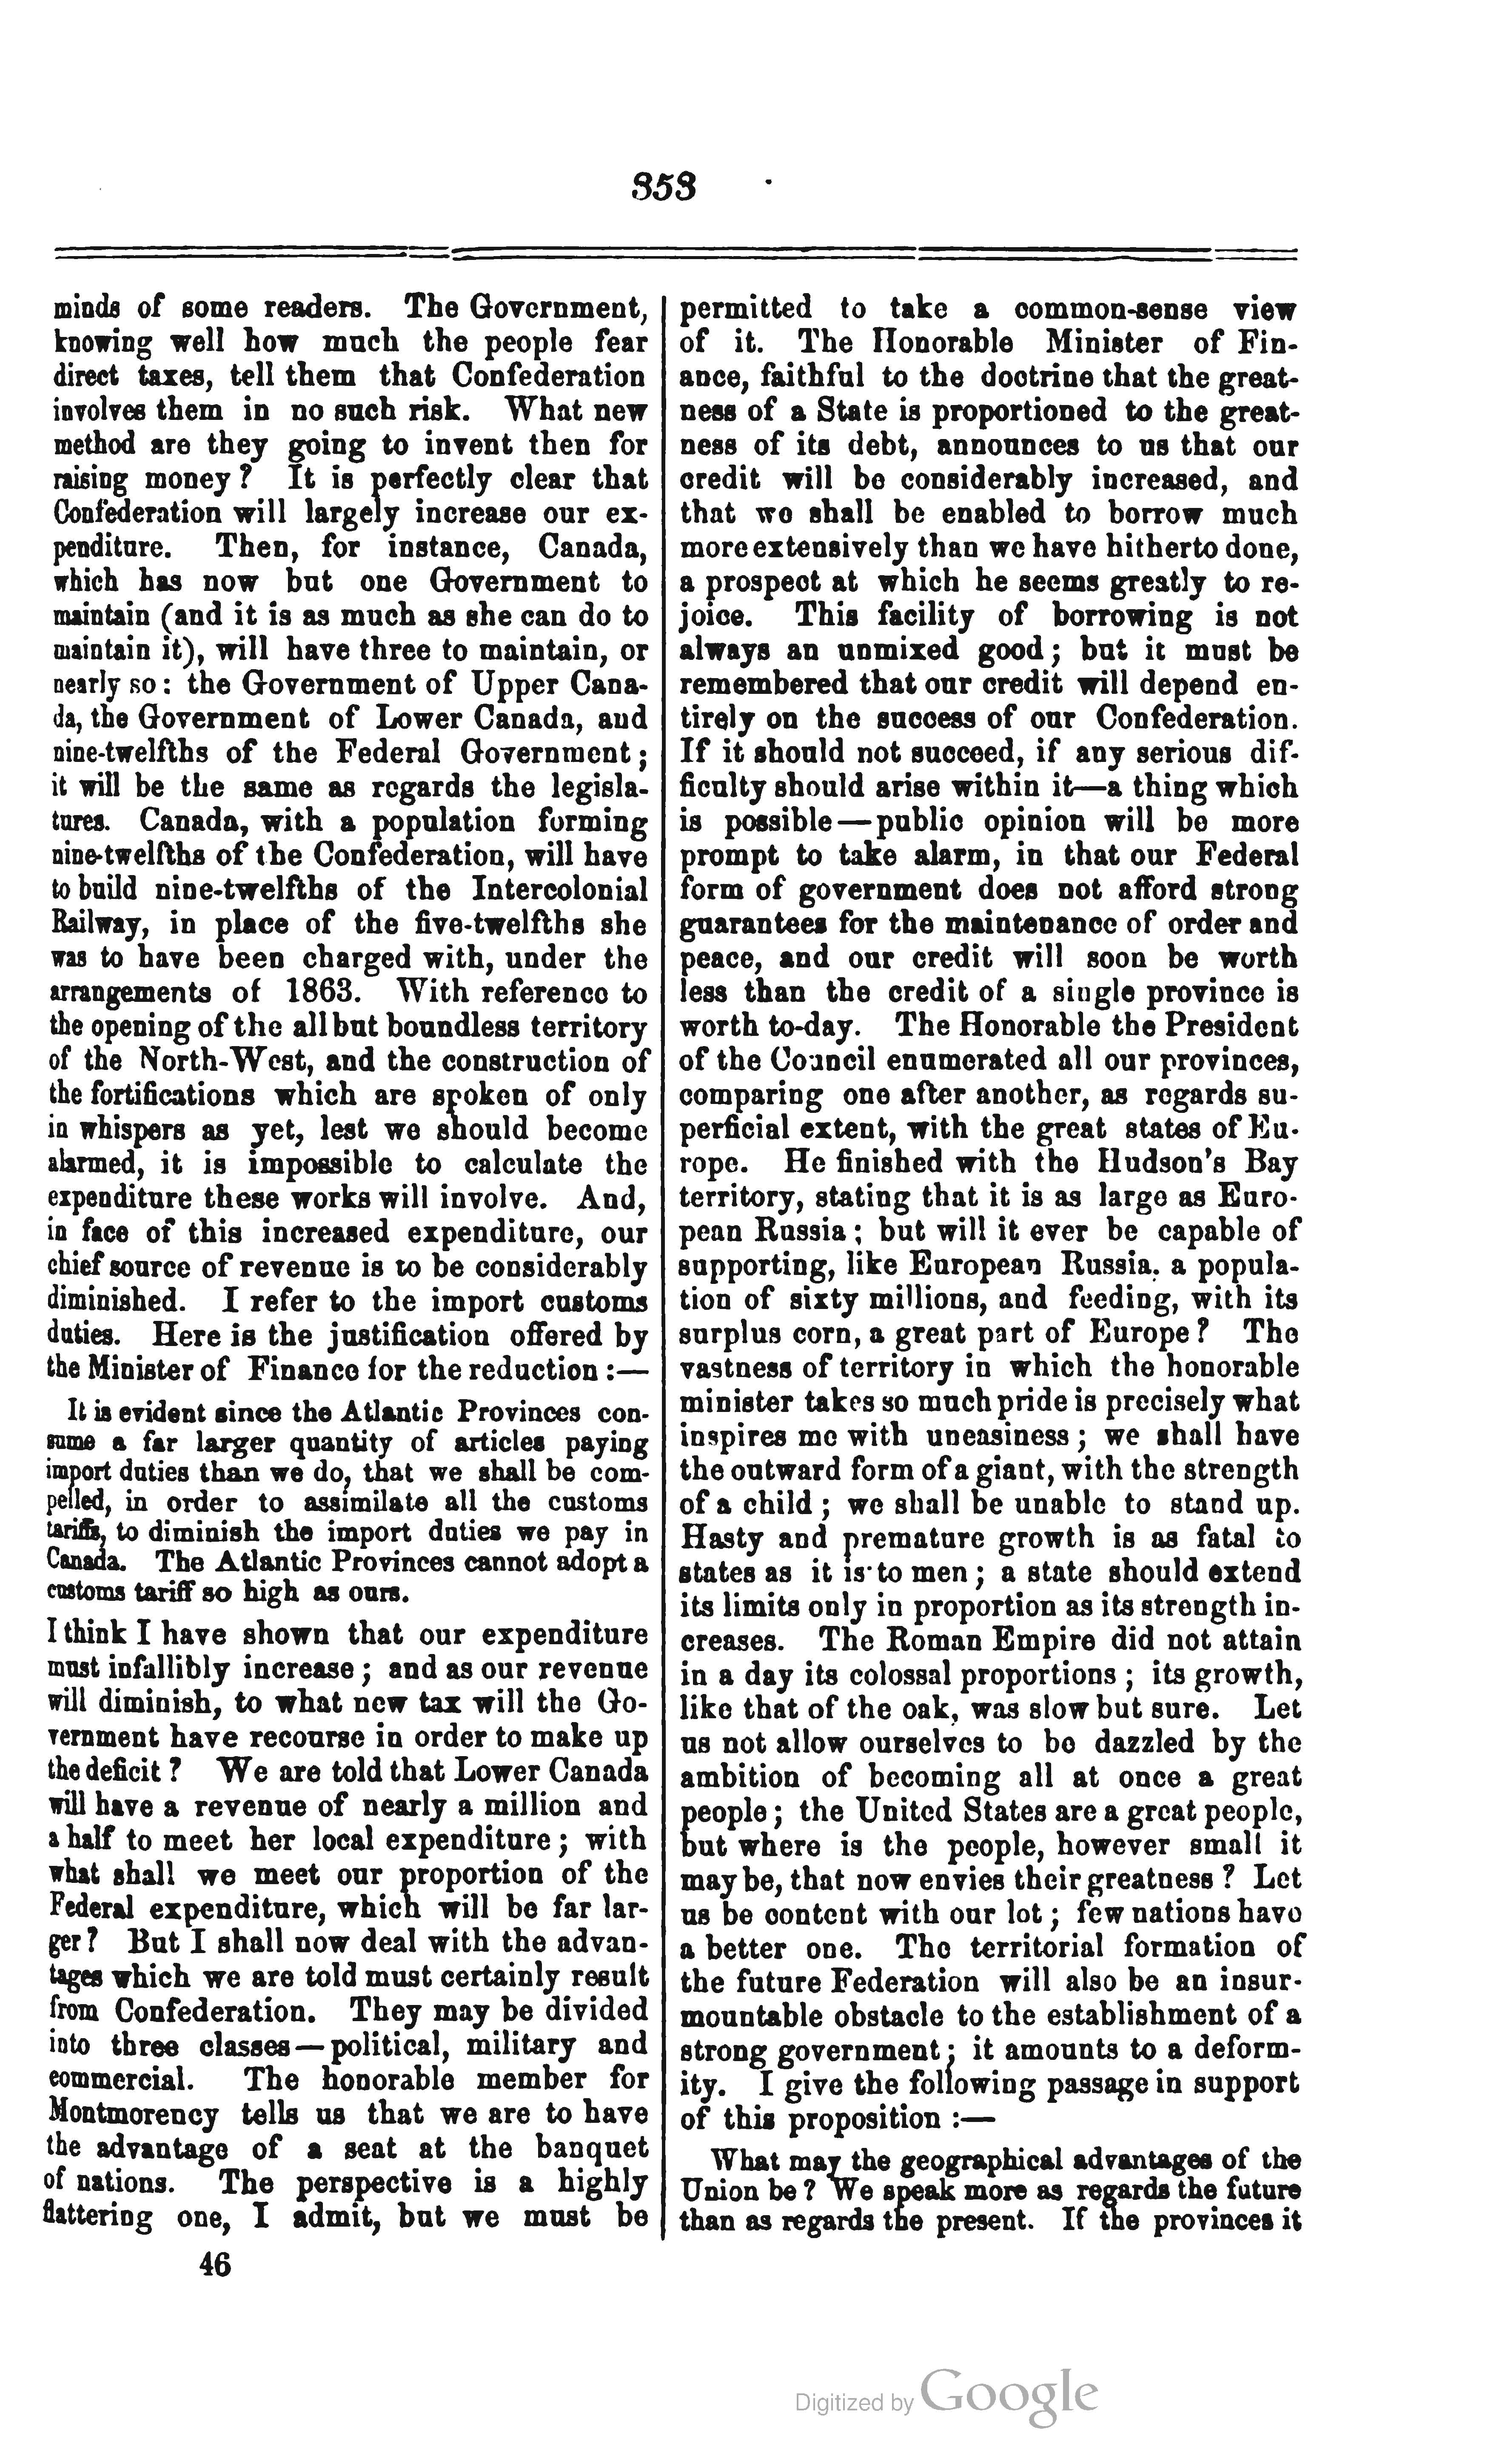 353
minds of some readers. The Government,
knowing well how much the people fear
direct taxes, tell them that Confederation
involves them in no such risk. What new
method are they going to invent then for
raising money? It is perfectly clear that
Confederation will largely increase our ex-
penditure. Then, for instance, Canada,
which has now but one Government to
maintain (and it is as much as she can do to
maintain it), will have three to maintain, or
nearly so: the Government of Upper Cana-
da, the Government of Lower Canada, and
nine-twelfths of the Federal Government;
it will be the same as regards the legisla-
tures. Canada, with a population forming
nine-twelfths of the Confederation, will have
to build nine-twelfths of the Intercolonial
Railway, in place of the five-twelfths she
was to have been charged with, under the
arrangements of 1863. With reference to
the opening of the all but boundless territory
of the North-West, and the construction of
the fortifications which are spoken of only
in whispers as yet, lest we should become
alarmed, it is impossible to calculate the
expenditure these works will involve. And,
in face of this increased expenditure, our
chief source of revenue is to be considerably
diminished. I refer to the import customs
duties. Here is the justification offered by
the Minister of Finance for the reduction:—
It is evident since the Atlantic Provinces con-
sume a far larger quantity of articles paying
import duties than we do, that we shall be com-
pelled, in order to assimilate all the customs
tariffs, to diminish the import duties we pay in
Canada. The Atlantic Provinces cannot adopt a
customs tariff so high as ours.
I think I have shown that our expenditure
must infallibly increase; and as our revenue
will diminish, to what new tax will the Go-
vernment have recourse in order to make up
the deficit? We are told that Lower Canada
will have a revenue of nearly a million and
a half to meet her local expenditure; with
what shall we meet our proportion of the
Federal expenditure, which will be far lar-
ger? But I shall now deal with the advan-
tages which we are told must certainly result
from Confederation. They may be divided
into three classes—political, military and
commercial. The honorable member for
Montmorency tells us that we are to have
the advantage of a seat at the banquet
of nations. The perspective is a highly
flattering one, I admit, but we must be
46
permitted to take a common-sense view
of it. The Honorable Minister of Fin-
ance, faithful to the doctrine that the great-
ness of a State is proportioned to the great-
ness of its debt, announces to us that our
credit will be considerably increased, and
that we shall be enabled to borrow much
more extensively than we have hitherto done,
a prospect at which he seems greatly to re-
joice. This facility of borrowing is not
always an unmixed good; but it must be
remembered that our credit will depend en-
tirely on the success of our Confederation.
If it should not succeed, if any serious dif-
ficulty should arise within it—a thing which
is possible—public opinion will be more
prompt to take alarm, in that our Federal
form of government does not afford strong
guarantees for the maintenance of order and
peace, and our credit will soon be worth
less than the credit of a single province is
worth to-day. The Honorable the President
of the Council enumerated all our provinces,
comparing one after another, as regards su-
perficial extent, with the great states of Eu-
rope. He finished with the Hudson's Bay
territory, stating that it is as large as Euro-
pean Russia; but will it ever be capable of
supporting, like European Russia, a popula-
tion of sixty millions, and feeding, with its
surplus corn, a great part of Europe? The
vastness of territory in which the honorable
minister takes so much pride is precisely what
inspires me with uneasiness; we shall have
the outward form of a giant, with the strength
of a child; we shall be unable to stand up.
Hasty and premature growth is as fatal to
states as it is to men; a state should extend
its limits only in proportion as its strength in-
creases. The Roman Empire did not attain
in a day its colossal proportions; its growth,
like that of the oak, was slow but sure. Let
us not allow ourselves to be dazzled by the
ambition of becoming all at once a great
people; the United States are a great people,
but where is the people, however small it
may be, that now envies their greatness? Let
us be content with our lot; few nations have
a better one. The territorial formation of
the future Federation will also be an insur-
mountable obstacle to the establishment of a
strong government; it amounts to a deform-
ity. I give the following passage in support
of this proposition:—
What may the geographical advantages of the
Union be? We speak more as regards the future
than as regards the present. If the provinces it
Digitized by Google